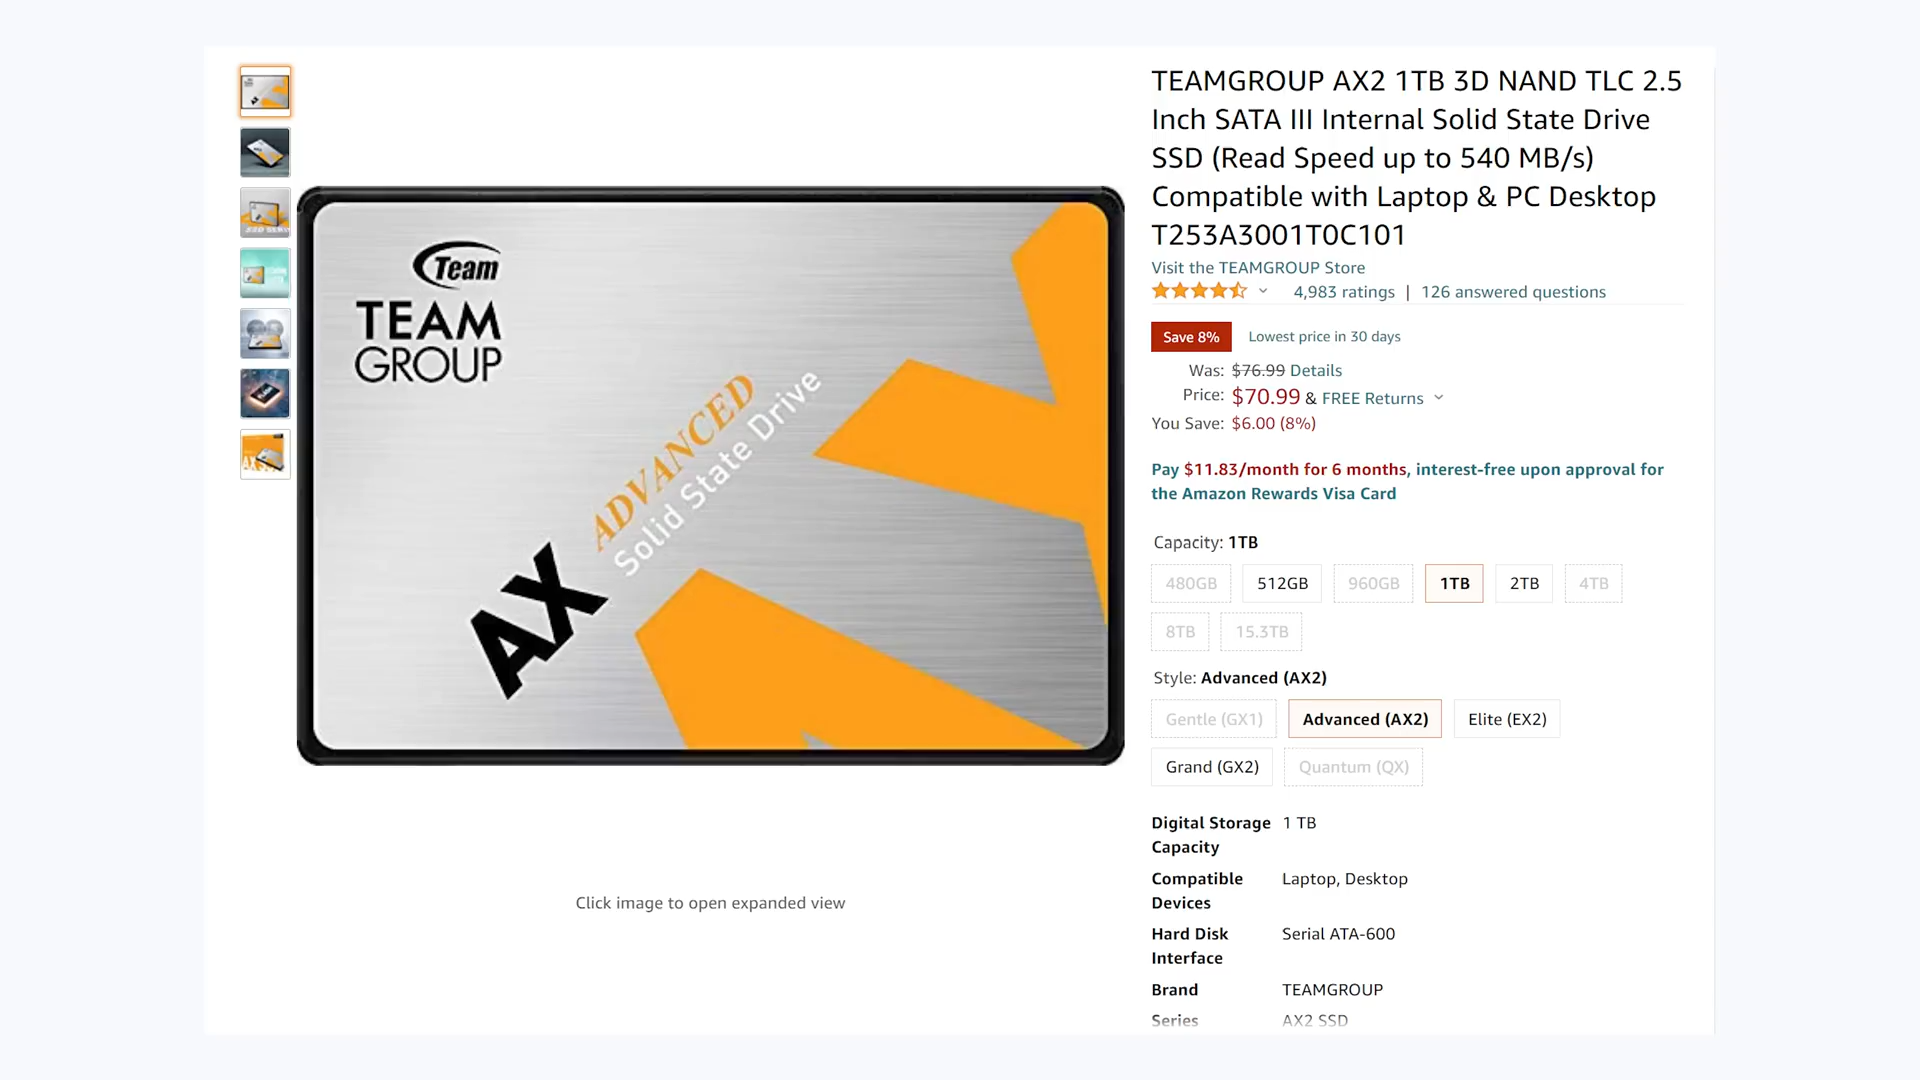 Team
TEAM
GROUP
ADVANCED
Solid State Drive
AX
Click image to open expanded view
TEAMGROUP AX2 1TB 3D NAND TLC 2.5
Inch SATA III Internal Solid State Drive
SSD (Read Speed up to 540 MB/s)
Compatible with Laptop & PC Desktop
T253A3001T0C101
Visit the TEAMGROUP Store
4,983 ratings | 126 answered questions
Save 8% Lowest price in 30 days
Was: $76.99 Details
Price: $70.99 & FREE Returns
You Save: $6.00 (8%)
Pay $11.83/month for 6 months, interest-free upon approval for
the Amazon Rewards Visa Card
Capacity: 1TB
480GB 512GB 960GB 1TB 2TB 4TB
8TB 15.3TB
Style: Advanced (AX2)
Gentle (GX1) Advanced (AX2) Elite (EX2)
Grand (GX2) Quantum (QX)
Digital Storage 1 TB
Capacity
Compatible Laptop, Desktop
Devices
Hard Disk Serial ATA-600
Interface
Brand TEAMGROUP
Series AX2 SSD